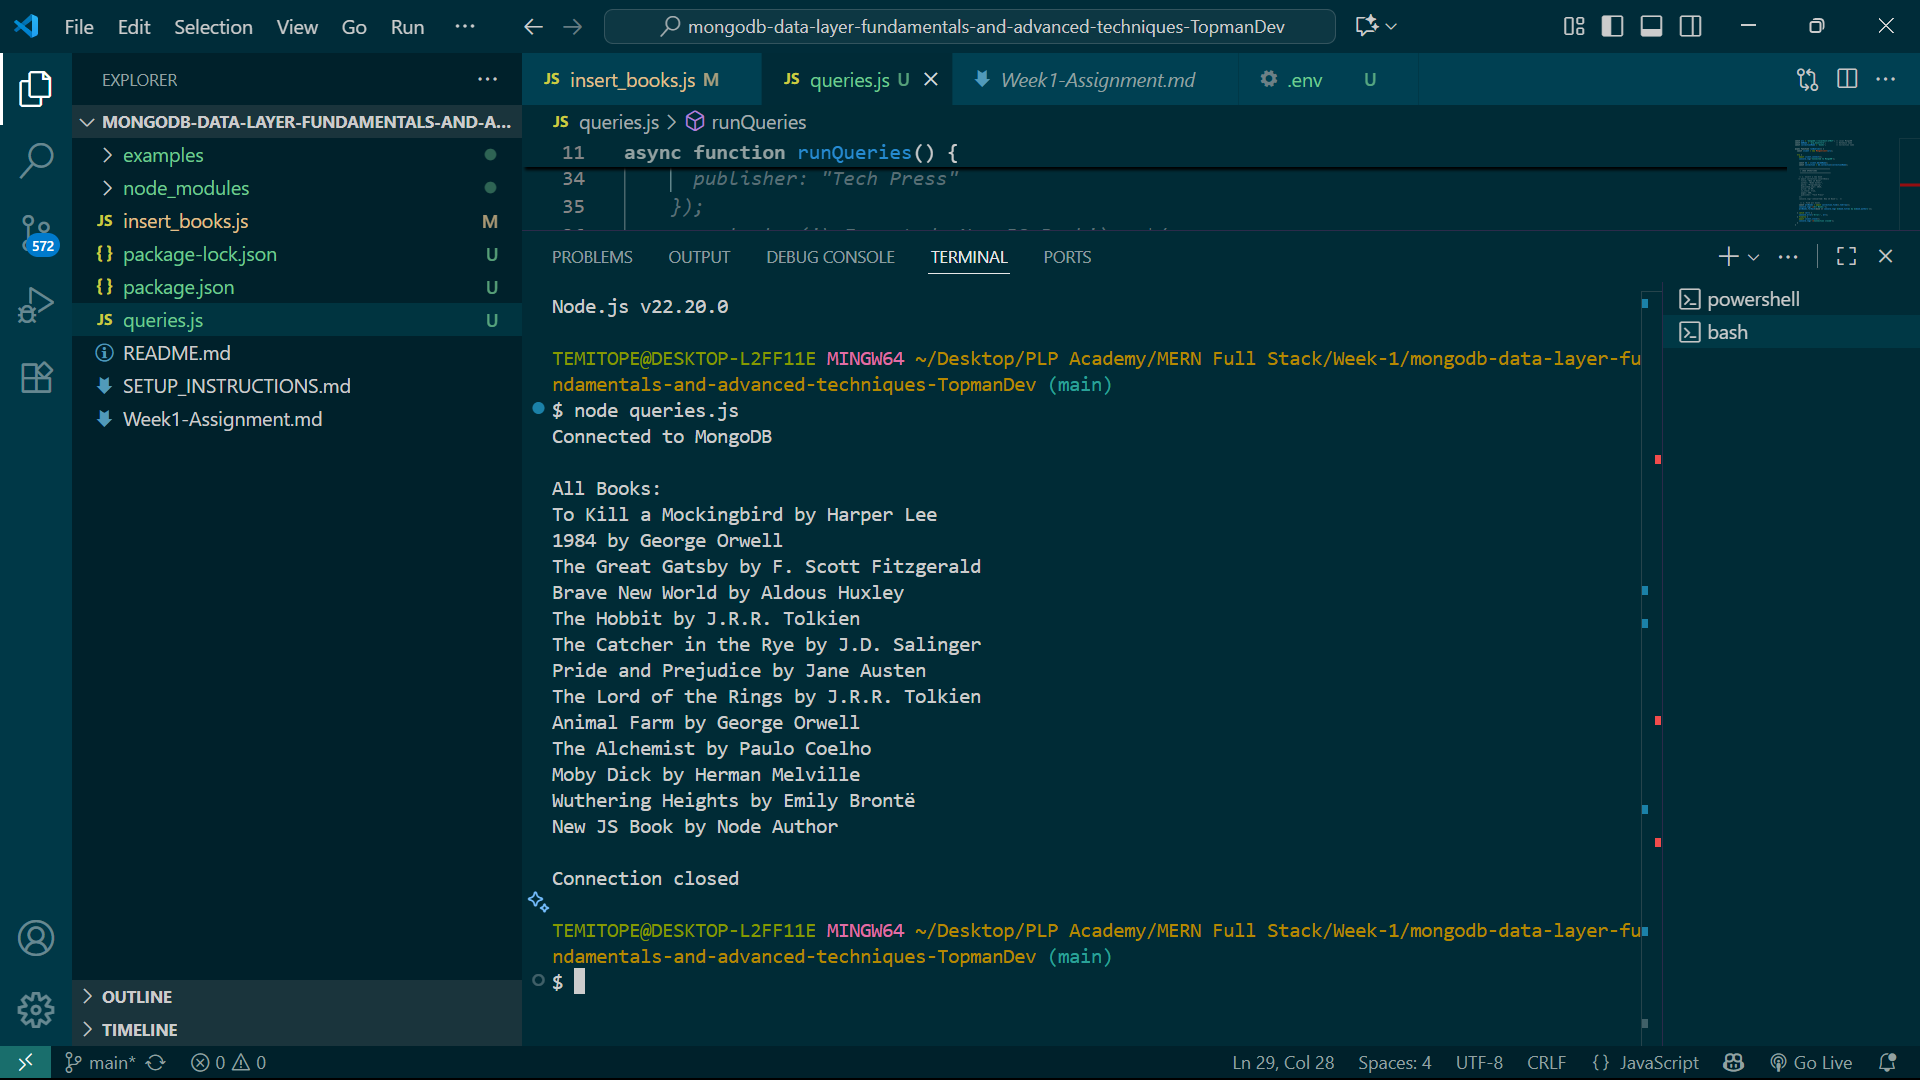 File Edit Selection View Go Run ···
mongodb-data-layer-fundamentals-and-advanced-techniques-TopmanDev
EXPLORER ···
JS insert_books.js M
JS queries.js U
Week1-Assignment.md
.env U
MONGODB-DATA-LAYER-FUNDAMENTALS-AND-A...
examples
node_modules
JS insert_books.js M
{} package-lock.json U
{} package.json U
JS queries.js U
README.md
SETUP_INSTRUCTIONS.md
Week1-Assignment.md
572
OUTLINE
TIMELINE
JS queries.js > runQueries
11 async function runQueries() {
34 publisher: "Tech Press"
35 });
PROBLEMS OUTPUT DEBUG CONSOLE TERMINAL PORTS
powershell
bash
Node.js v22.20.0
TEMITOPE@DESKTOP-L2FF11E MINGW64 ~/Desktop/PLP Academy/MERN Full Stack/Week-1/mongodb-data-layer-fu
ndamentals-and-advanced-techniques-TopmanDev (main)
$ node queries.js
Connected to MongoDB
All Books:
To Kill a Mockingbird by Harper Lee
1984 by George Orwell
The Great Gatsby by F. Scott Fitzgerald
Brave New World by Aldous Huxley
The Hobbit by J.R.R. Tolkien
The Catcher in the Rye by J.D. Salinger
Pride and Prejudice by Jane Austen
The Lord of the Rings by J.R.R. Tolkien
Animal Farm by George Orwell
The Alchemist by Paulo Coelho
Moby Dick by Herman Melville
Wuthering Heights by Emily Brontë
New JS Book by Node Author
Connection closed
TEMITOPE@DESKTOP-L2FF11E MINGW64 ~/Desktop/PLP Academy/MERN Full Stack/Week-1/mongodb-data-layer-fu
ndamentals-and-advanced-techniques-TopmanDev (main)
$
main* 0 0
Ln 29, Col 28 Spaces: 4 UTF-8 CRLF {} JavaScript Go Live